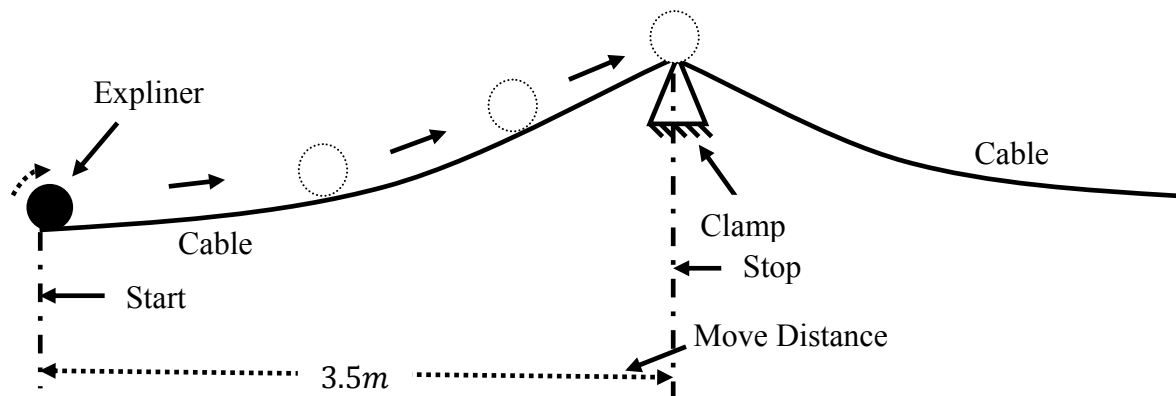 Expliner
Cable
Cable
Clamp
Start
Stop
Move Distance
3.5m